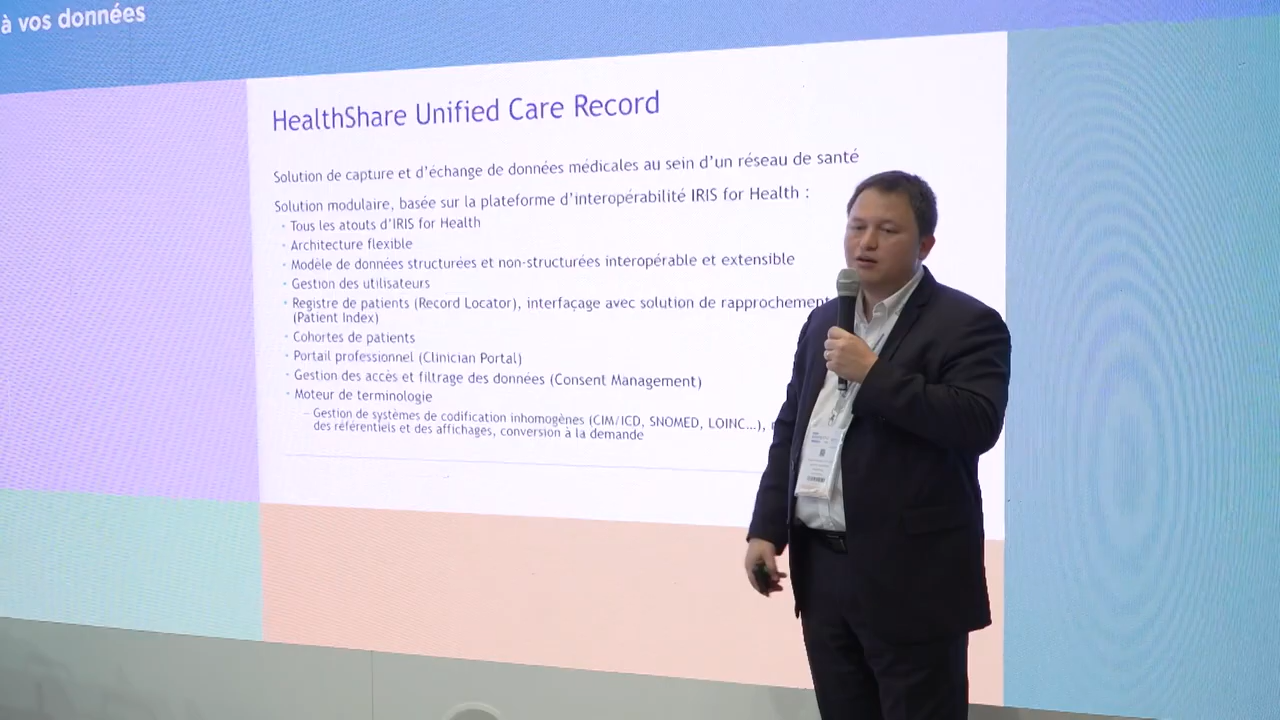 à vos données
HealthShare Unified Care Record
Solution de capture et d'échange de données médicales au sein d'un réseau de santé
Solution modulaire, basée sur la plateforme d'interopérabilité IRIS for Health :
• Tous les atouts d'IRIS for Health
• Architecture flexible
• Modèle de données structurées et non-structurées interopérable et extensible
• Gestion des utilisateurs
• Registre de patients (Record Locator), interfaçage avec solution de rapprochement
(Patient Index)
• Cohortes de patients
• Portail professionnel (Clinician Portal)
• Gestion des accès et filtrage des données (Consent Management)
• Moteur de terminologie
– Gestion de systèmes de codification inhomogènes (CIM/ICD, SNOMED, LOINC…),
des référentiels et des affichages, conversion à la demande